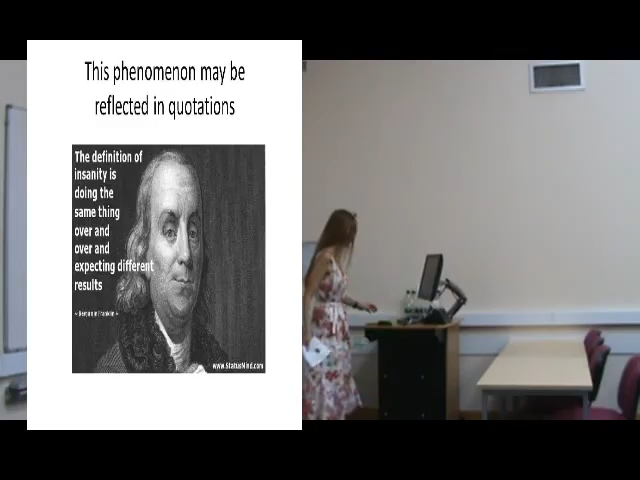 This phenomenon may be
reflected in quotations
The definition of
insanity is
doing the
same thing
over and
over and
expecting different
results
~ Benjamin Franklin ~
www.StatusMind.com